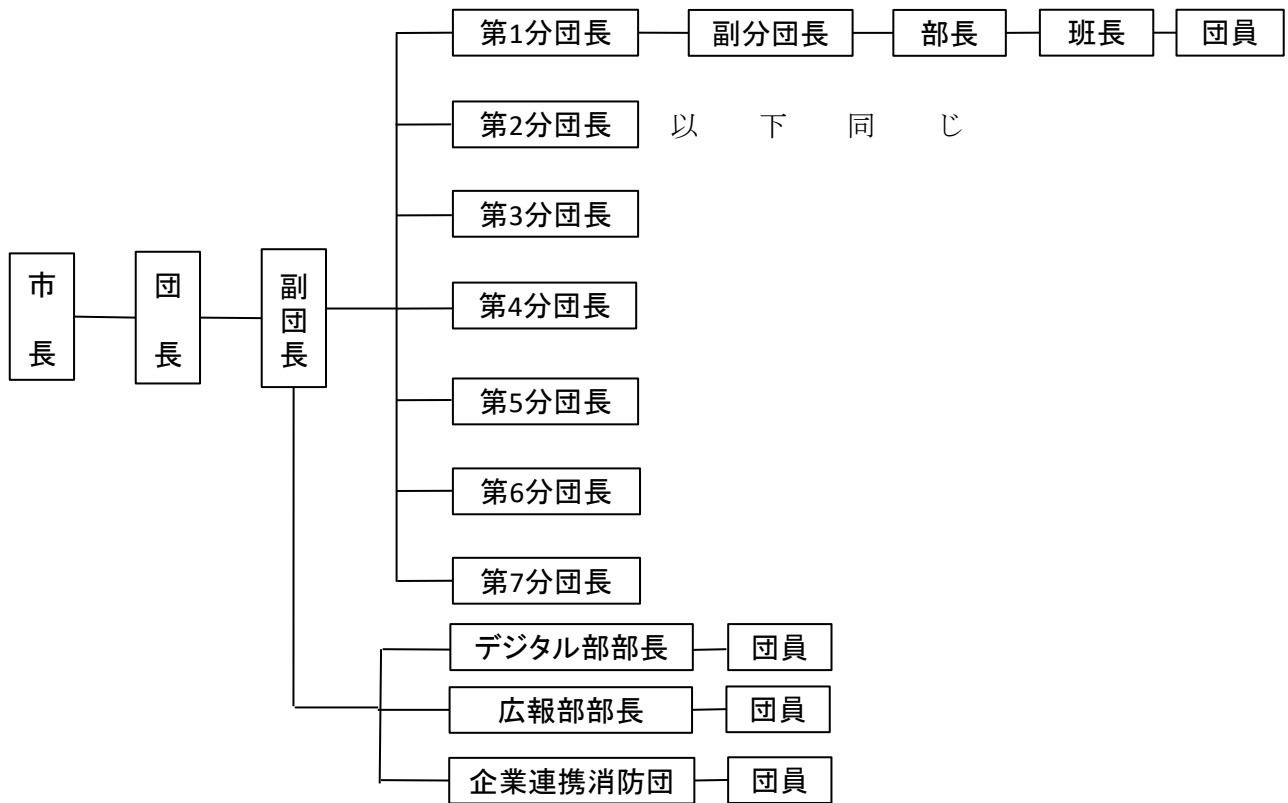 第1分団長 副分団長 部長 班長 団員
第2分団長 以下同じ
第3分団長
市長 団長 副団長
第4分団長
第5分団長
第6分団長
第7分団長
デジタル部部長 団員
広報部部長 団員
企業連携消防団 団員